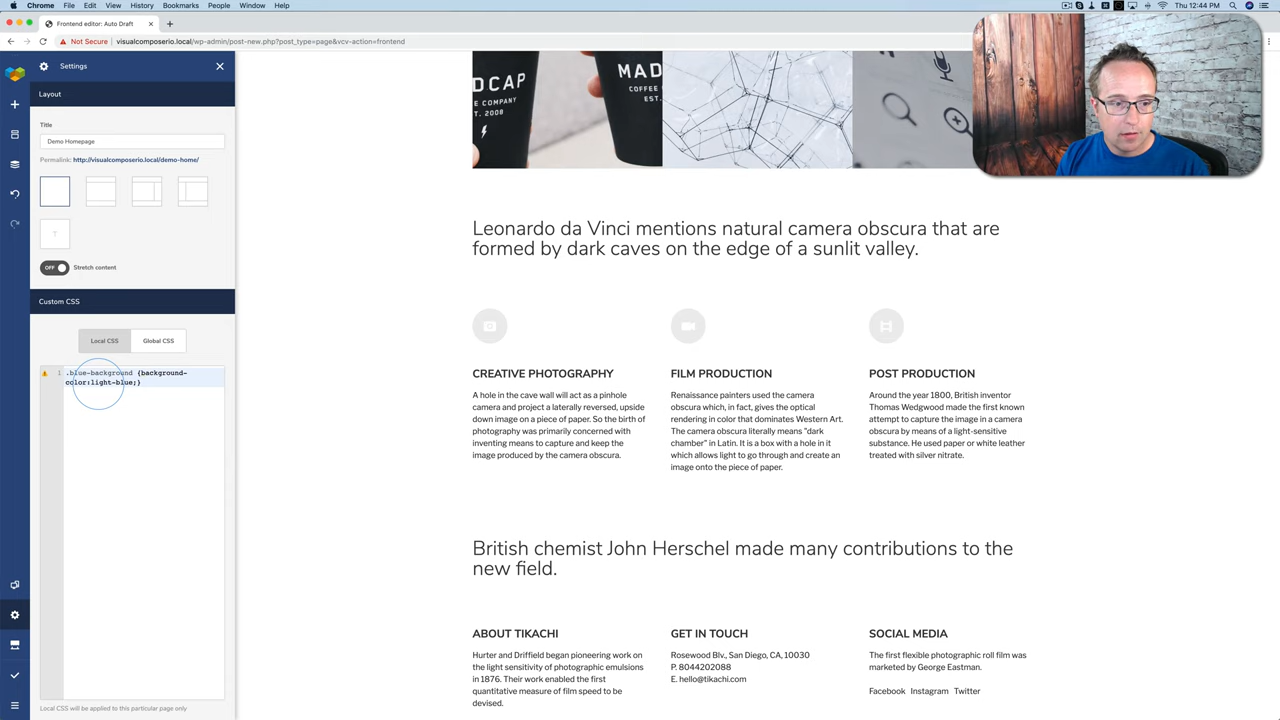 Chrome File Edit View History Bookmarks People Window Help
Thu 12:44 PM
Frontend editor: Auto Draft
Not Secure visualcomposerio.local/wp-admin/post-new.php?post_type=page&vcv-action=frontend
Settings
Layout
Title
Demo Homepage
Permalink: http://visualcomposerio.local/demo-home/
T
OFF Stretch content
Custom CSS
Local CSS Global CSS
1 .blue-background {background-
color:light-blue;}
Local CSS will be applied to this particular page only
DCAP
E COMPANY
T. 2008
MAD
COFFEE
EST.
Leonardo da Vinci mentions natural camera obscura that are
formed by dark caves on the edge of a sunlit valley.
CREATIVE PHOTOGRAPHY
A hole in the cave wall will act as a pinhole
camera and project a laterally reversed, upside
down image on a piece of paper. So the birth of
photography was primarily concerned with
inventing means to capture and keep the
image produced by the camera obscura.
FILM PRODUCTION
Renaissance painters used the camera
obscura which, in fact, gives the optical
rendering in color that dominates Western Art.
The camera obscura literally means "dark
chamber" in Latin. It is a box with a hole in it
which allows light to go through and create an
image onto the piece of paper.
POST PRODUCTION
Around the year 1800, British inventor
Thomas Wedgwood made the first known
attempt to capture the image in a camera
obscura by means of a light-sensitive
substance. He used paper or white leather
treated with silver nitrate.
British chemist John Herschel made many contributions to the
new field.
ABOUT TIKACHI
Hurter and Driffield began pioneering work on
the light sensitivity of photographic emulsions
in 1876. Their work enabled the first
quantitative measure of film speed to be
devised.
GET IN TOUCH
Rosewood Blv., San Diego, CA, 10030
P. 8044202088
E. hello@tikachi.com
SOCIAL MEDIA
The first flexible photographic roll film was
marketed by George Eastman.
Facebook Instagram Twitter